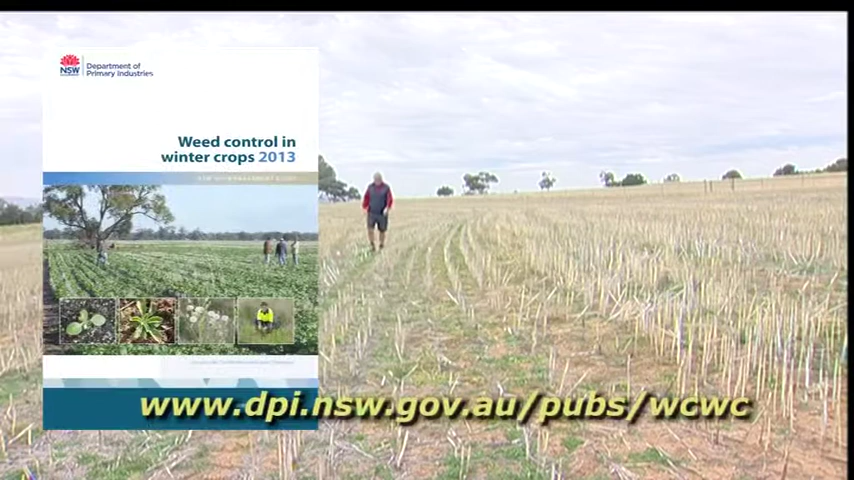 NSW
Department of
Primary Industries
Weed control in
winter crops 2013
www.dpi.nsw.gov.au/pubs/wcwc